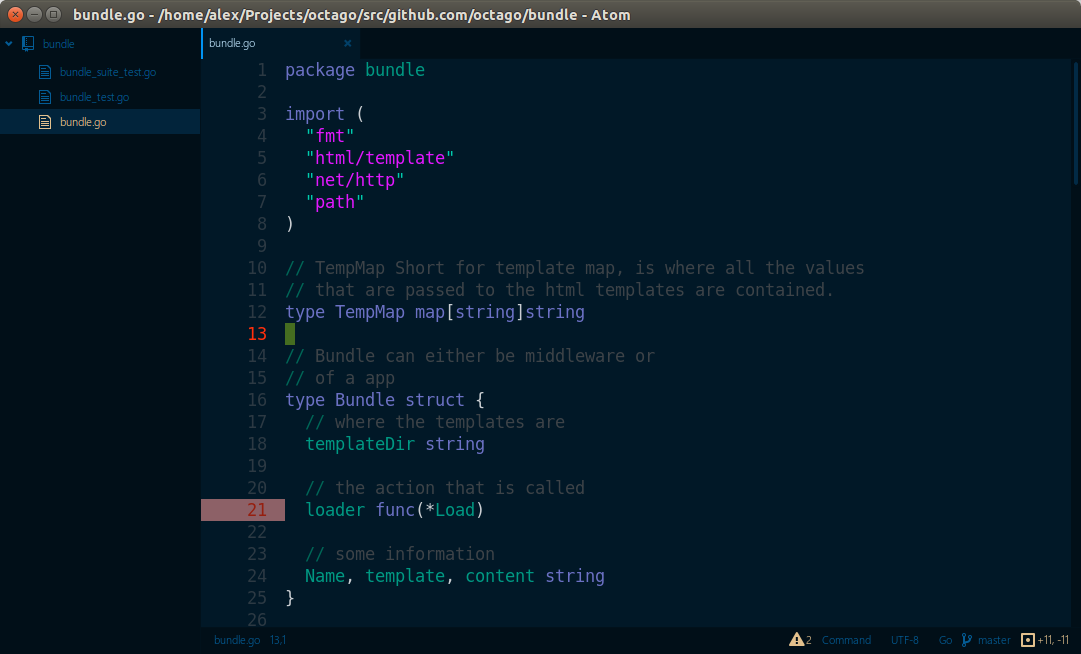 bundle.go - /home/alex/Projects/octago/src/github.com/octago/bundle - Atom
bundle
bundle_suite_test.go
bundle_test.go
bundle.go
bundle.go ×
1 package bundle
2
3 import (
4   "fmt"
5   "html/template"
6   "net/http"
7   "path"
8 )
9
10 // TempMap Short for template map, is where all the values
11 // that are passed to the html templates are contained.
12 type TempMap map[string]string
13
14 // Bundle can either be middleware or
15 // of a app
16 type Bundle struct {
17   // where the templates are
18   templateDir string
19
20   // the action that is called
21   loader func(*Load)
22
23   // some information
24   Name, template, content string
25 }
26
bundle.go 13,1 2 Command UTF-8 Go master +11, -11